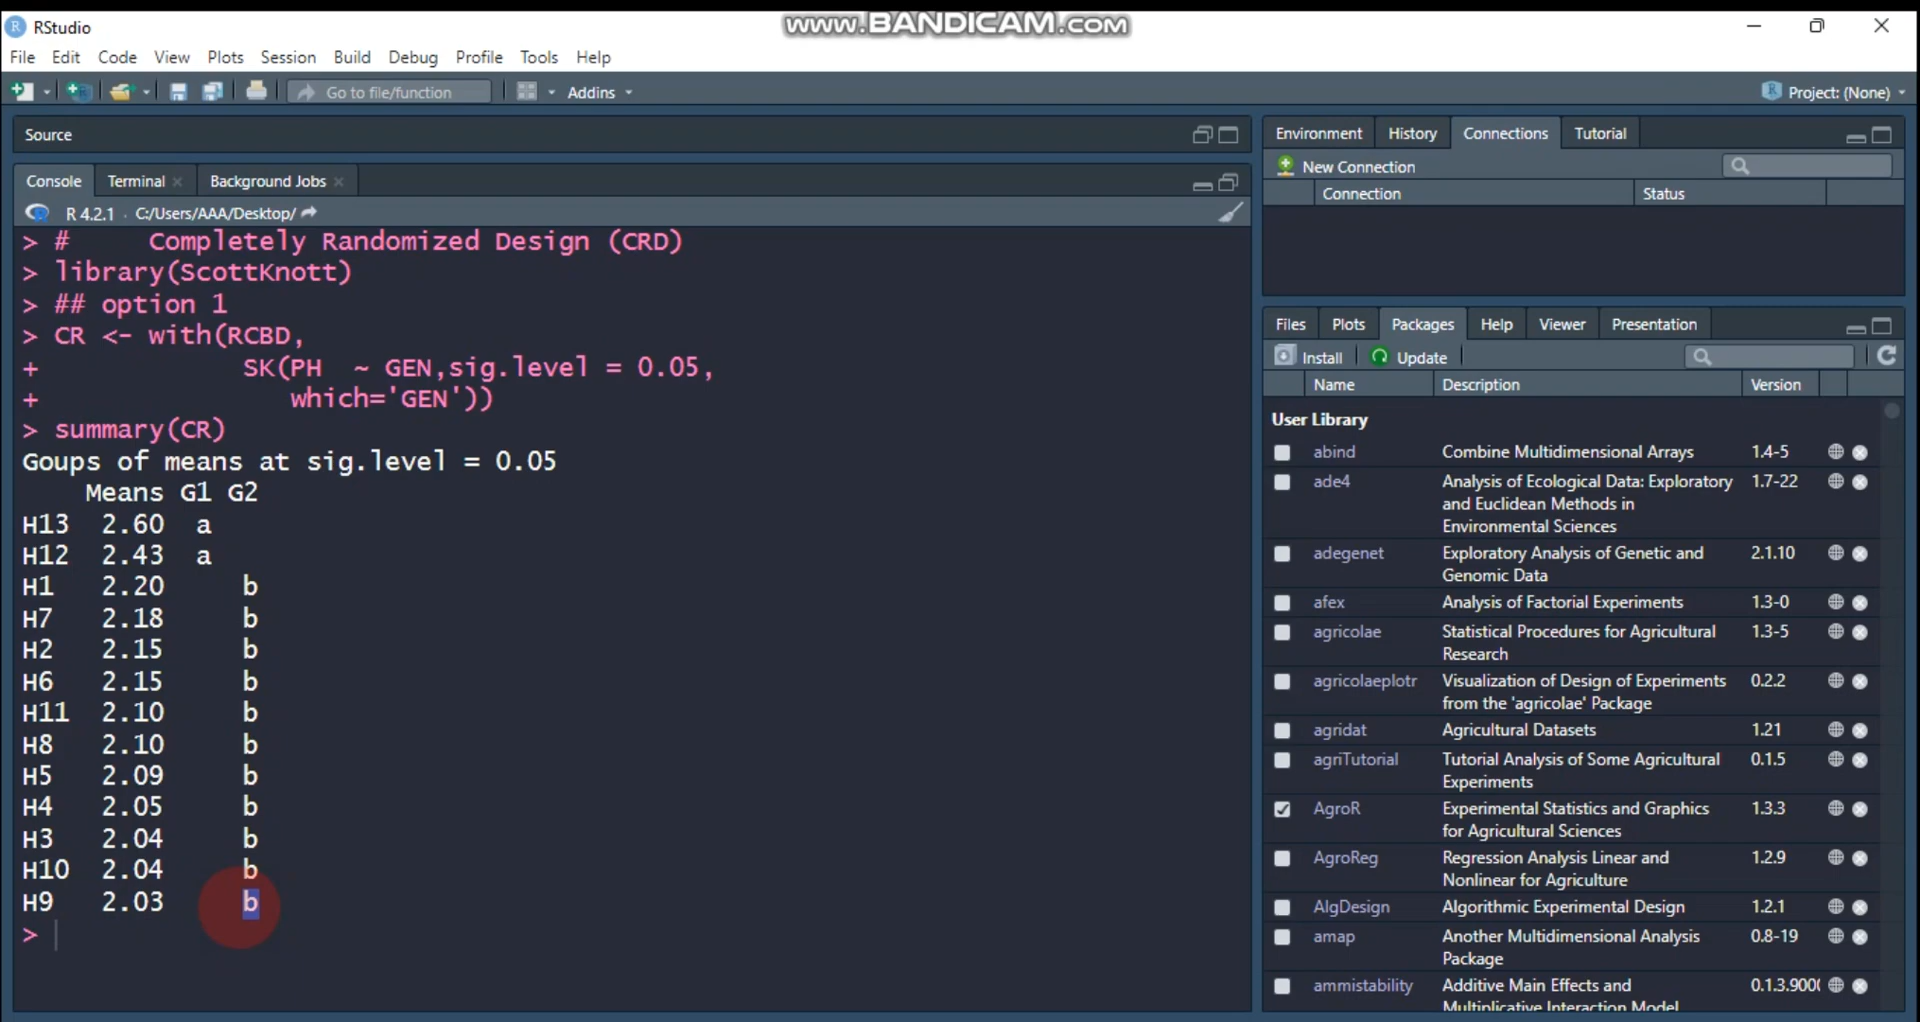 www.BANDICAM.com
RStudio
File Edit Code View Plots Session Build Debug Profile Tools Help
Go to file/function Addins Project: (None)
Source
Console Terminal Background Jobs
R 4.2.1 · C:/Users/AAA/Desktop/
> # Completely Randomized Design (CRD)
> library(ScottKnott)
> ## option 1
> CR <- with(RCBD,
+ SK(PH ~ GEN,sig.level = 0.05,
+ which='GEN'))
> summary(CR)
Goups of means at sig.level = 0.05
Means G1 G2
H13 2.60 a
H12 2.43 a
H1 2.20 b
H7 2.18 b
H2 2.15 b
H6 2.15 b
H11 2.10 b
H8 2.10 b
H5 2.09 b
H4 2.05 b
H3 2.04 b
H10 2.04 b
H9 2.03 b
>
Environment History Connections Tutorial
New Connection
Connection Status
Files Plots Packages Help Viewer Presentation
Install Update
Name Description Version
User Library
abind Combine Multidimensional Arrays 1.4-5
ade4 Analysis of Ecological Data: Exploratory 1.7-22
and Euclidean Methods in
Environmental Sciences
adegenet Exploratory Analysis of Genetic and 2.1.10
Genomic Data
afex Analysis of Factorial Experiments 1.3-0
agricolae Statistical Procedures for Agricultural 1.3-5
Research
agricolaeplotr Visualization of Design of Experiments 0.2.2
from the 'agricolae' Package
agridat Agricultural Datasets 1.21
agriTutorial Tutorial Analysis of Some Agricultural 0.1.5
Experiments
AgroR Experimental Statistics and Graphics 1.3.3
for Agricultural Sciences
AgroReg Regression Analysis Linear and 1.2.9
Nonlinear for Agriculture
AlgDesign Algorithmic Experimental Design 1.2.1
amap Another Multidimensional Analysis 0.8-19
Package
ammistability Additive Main Effects and 0.1.3.900
Multiplicative Interaction Model